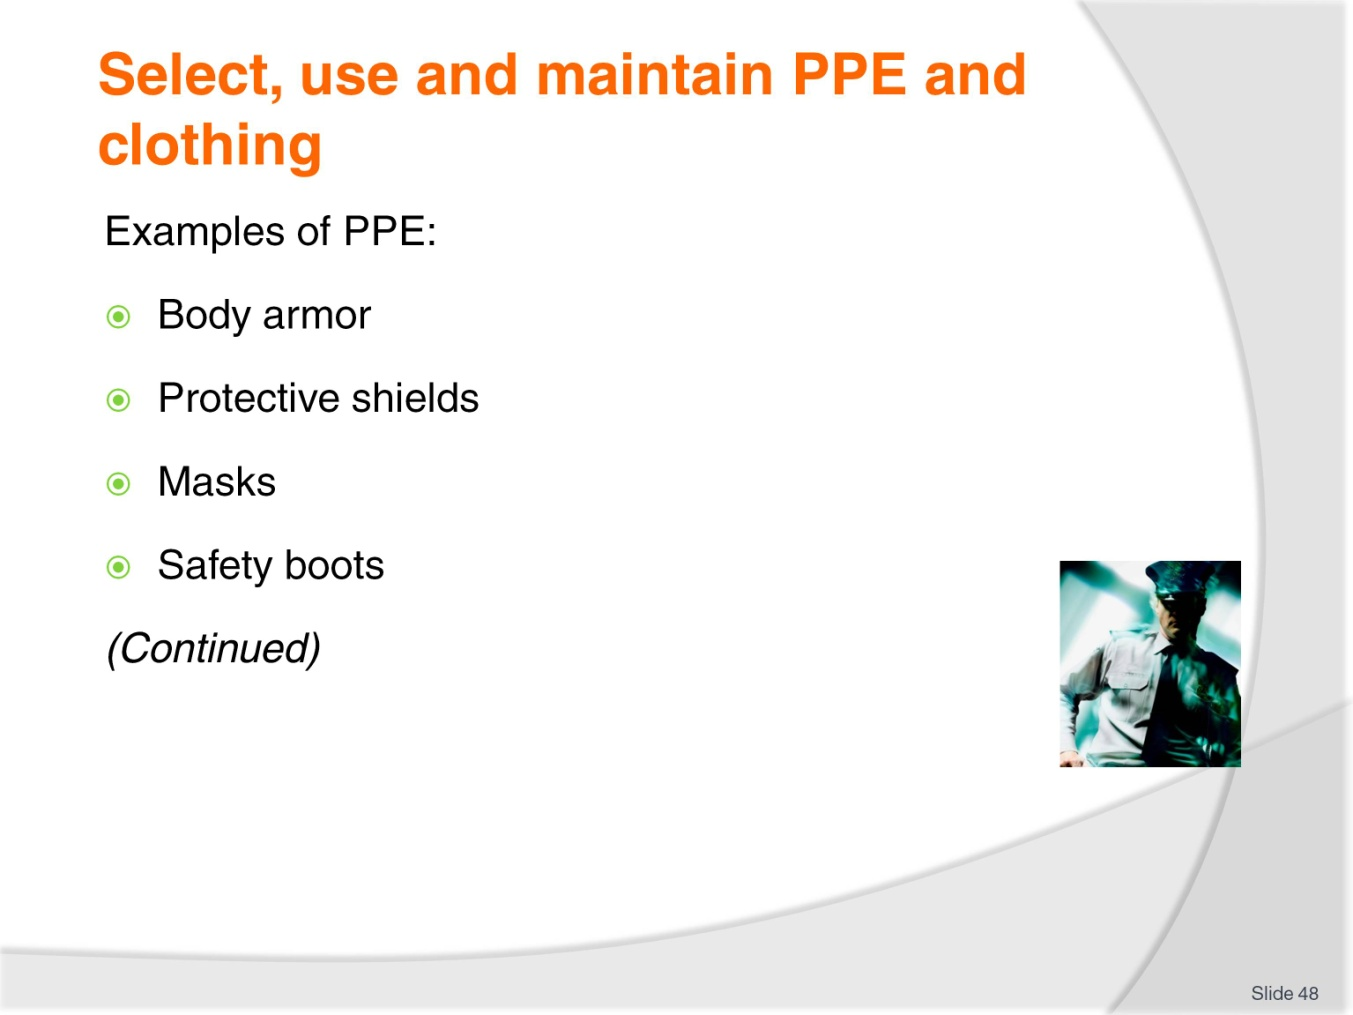 Select, use and maintain PPE and
clothing
Examples of PPE:
Body armor
Protective shields
Masks
Safety boots
(Continued)
Slide 48